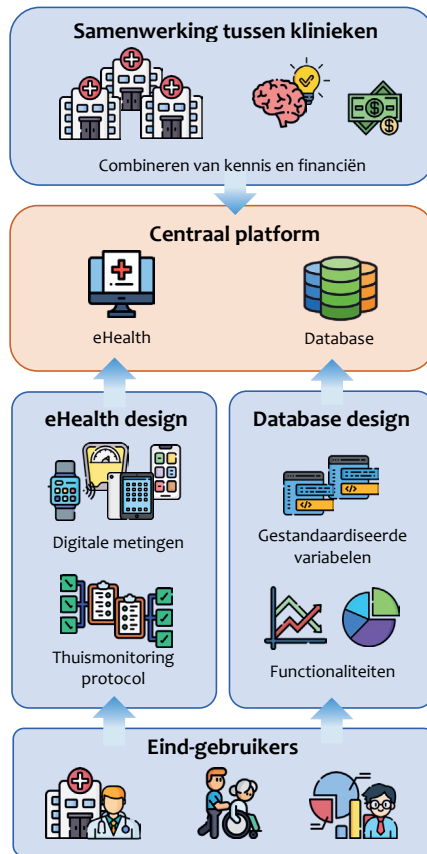 Samenwerking tussen klinieken
Combineren van kennis en financiën
Centraal platform
eHealth
Database
eHealth design
Digitale metingen
Thuismonitoring
protocol
Database design
Gestandaardiseerde
variabelen
Functionaliteiten
Eind-gebruikers